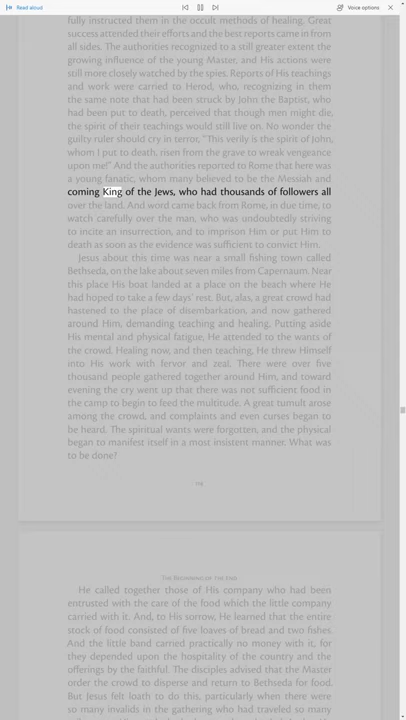 Read aloud
Voice options
fully instructed them in the occult methods of healing. Great
success attended their efforts and the best reports came in from
all sides. The authorities recognized to a still greater extent the
growing influence of the young Master, and His actions were
still more closely watched by the spies. Reports of His teachings
and work were carried to Herod, who, recognizing in them
the same note that had been struck by John the Baptist, who
had been put to death, perceived that though men might die,
the spirit of their teachings would still live on. No wonder the
guilty ruler should cry in terror, "This verily is the spirit of John,
whom I put to death, risen from the grave to wreak vengeance
upon me!" And the authorities reported to Rome that here was
a young fanatic, whom many believed to be the Messiah and
coming King of the Jews, who had thousands of followers all
over the land. And word came back from Rome, in due time, to
watch carefully over the man, who was undoubtedly striving
to incite an insurrection, and to imprison Him or put Him to
death as soon as the evidence was sufficient to convict Him.
Jesus about this time was near a small fishing town called
Bethseda, on the lake about seven miles from Capernaum. Near
this place His boat landed at a place on the beach where He
had hoped to take a few days' rest. But, alas, a great crowd had
hastened to the place of disembarkation, and now gathered
around Him, demanding teaching and healing. Putting aside
His mental and physical fatigue, He attended to the wants of
the crowd. Healing now, and then teaching, He threw Himself
into His work with fervor and zeal. There were over five
thousand people gathered together around Him, and toward
evening the cry went up that there was not sufficient food in
the camp to begin to feed the multitude. A great tumult arose
among the crowd, and complaints and even curses began to
be heard. The spiritual wants were forgotten, and the physical
began to manifest itself in a most insistent manner. What was
to be done?
The Beginning of the End
He called together those of His company who had been
entrusted with the care of the food which the little company
carried with it. And, to His sorrow, He learned that the entire
stock of food consisted of five loaves of bread and two fishes.
And the little band carried practically no money with it, for
they depended upon the hospitality of the country and the
offerings by the faithful. The disciples advised that the Master
order the crowd to disperse and return to Bethseda for food.
But Jesus felt loath to do this, particularly when there were
so many invalids in the gathering who had traveled so many